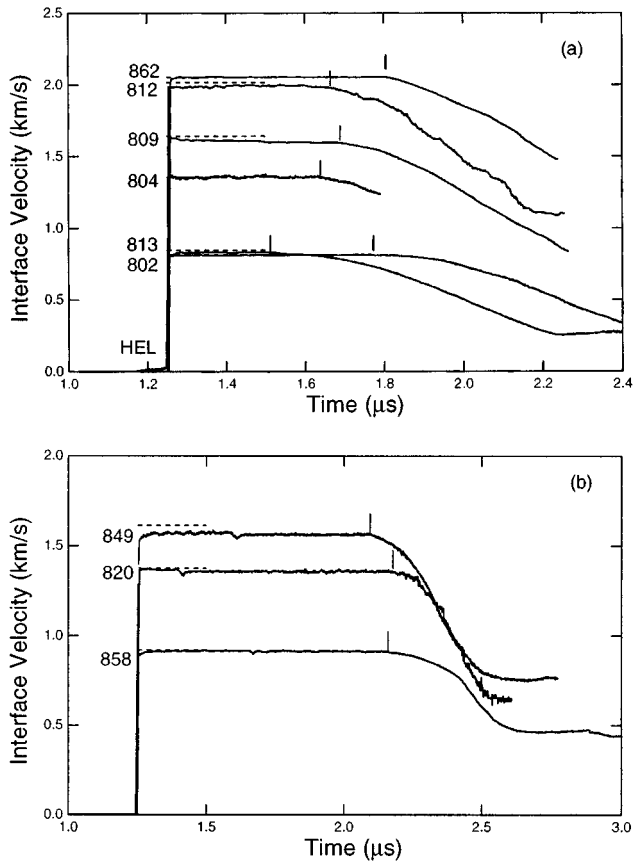 (a)
2.5
2.0
1.5
1.0
0.5
0.0
Interface Velocity (km/s)
862
812
809
804
813
802
HEL
1.0 1.2 1.4 1.6 1.8 2.0 2.2 2.4
Time (μs)
(b)
2.0
1.5
1.0
0.5
0.0
Interface Velocity (km/s)
849
820
858
1.0 1.5 2.0 2.5 3.0
Time (μs)